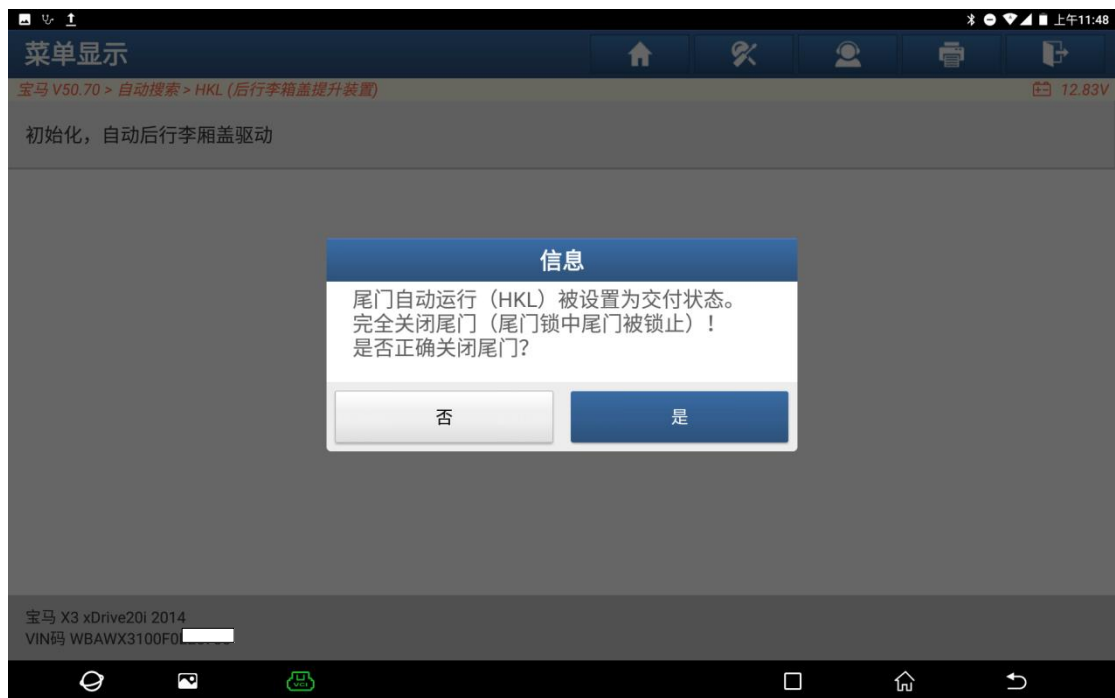 上午11:48
菜单显示
宝马 V50.70 > 自动搜索 > HKL (后行李箱盖提升装置)
12.83V
初始化，自动后行李厢盖驱动
信息
尾门自动运行（HKL）被设置为交付状态。
完全关闭尾门（尾门锁中尾门被锁止）！
是否正确关闭尾门？
否
是
宝马 X3 xDrive20i 2014
VIN码 WBAWX3100F0
VCI